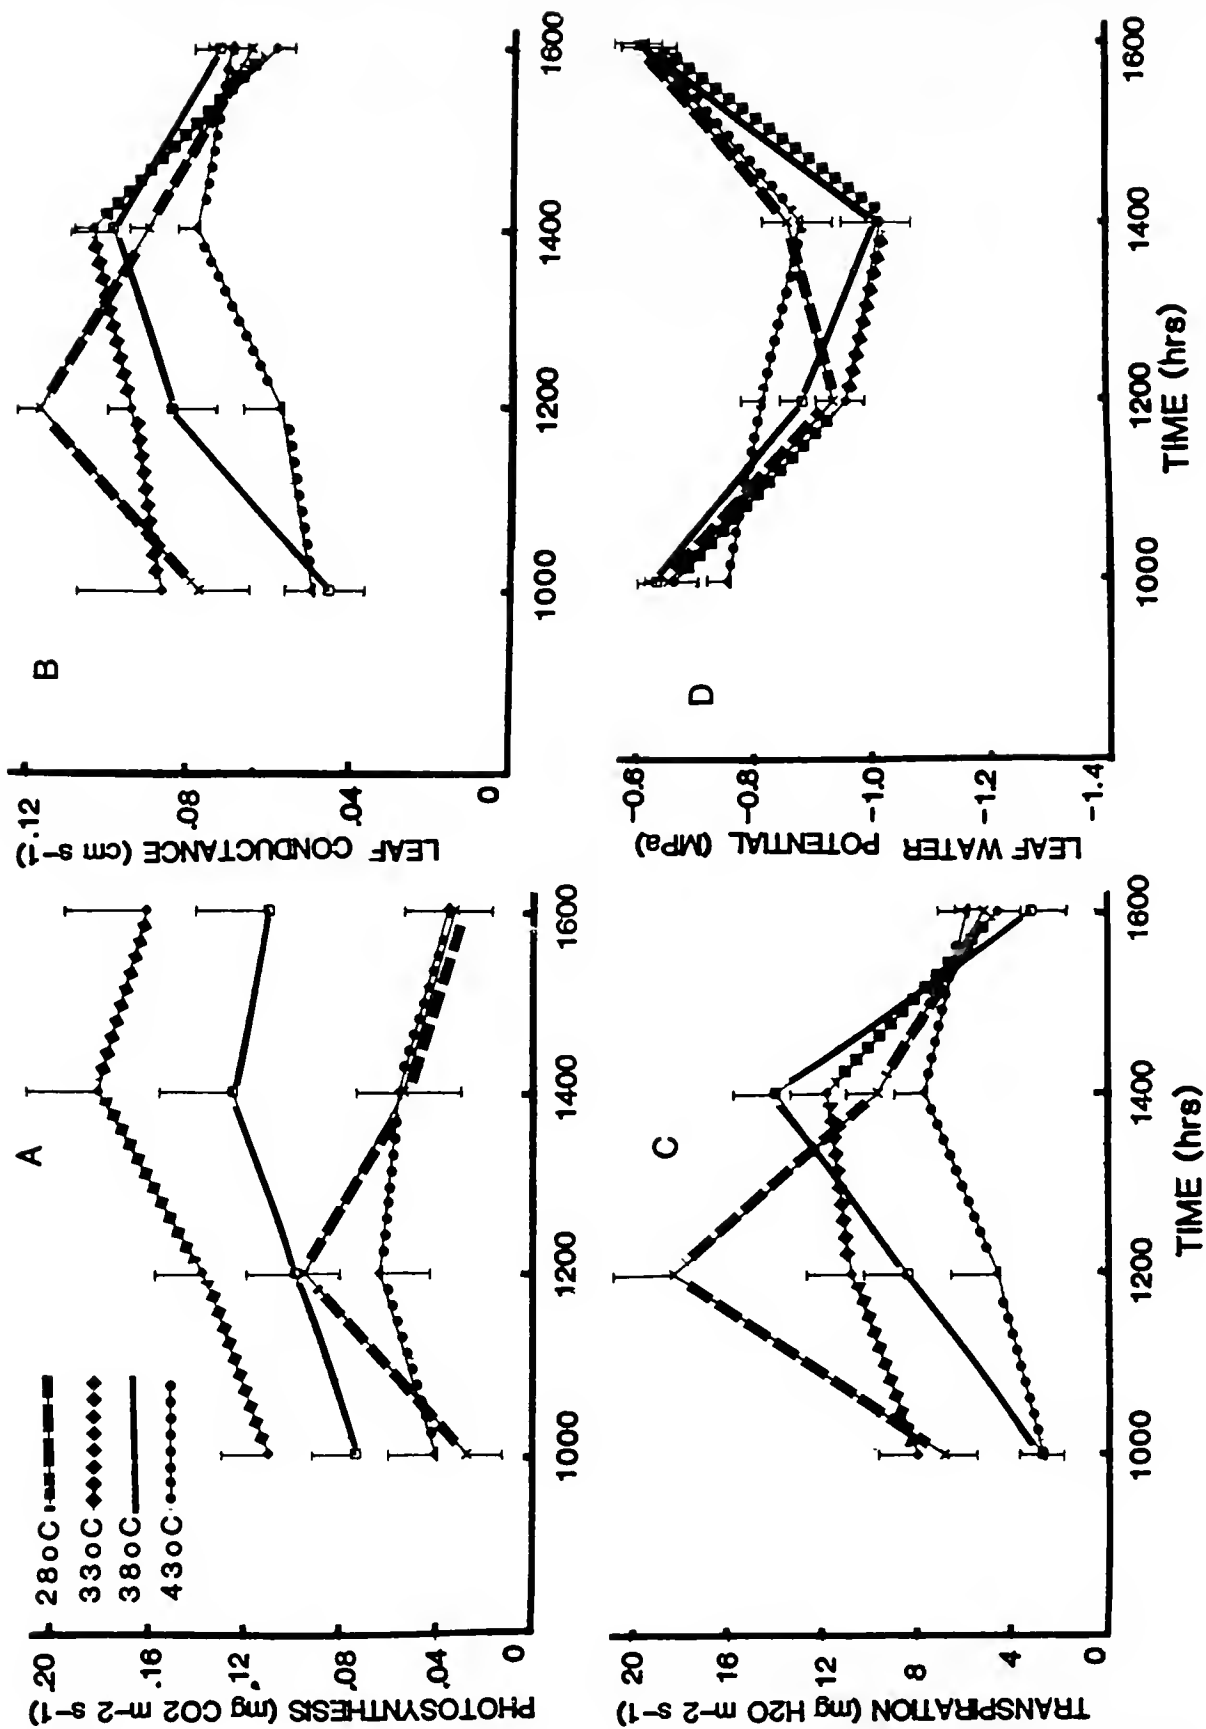 A
28oC
33oC
38oC
43oC
PHOTOSYNTHESIS (mg CO2 m-2 s-1)
.20
.16
.12
.08
.04
0
1000 1200 1400 1600
B
LEAF CONDUCTANCE (cm s-1)
.12
.08
.04
0
1000 1200 1400 1600
C
TRANSPIRATION (mg H2O m-2 s-1)
20
16
12
8
4
0
1000 1200 1400 1600
TIME (hrs)
D
LEAF WATER POTENTIAL (MPa)
-0.6
-0.8
-1.0
-1.2
-1.4
1000 1200 1400 1600
TIME (hrs)